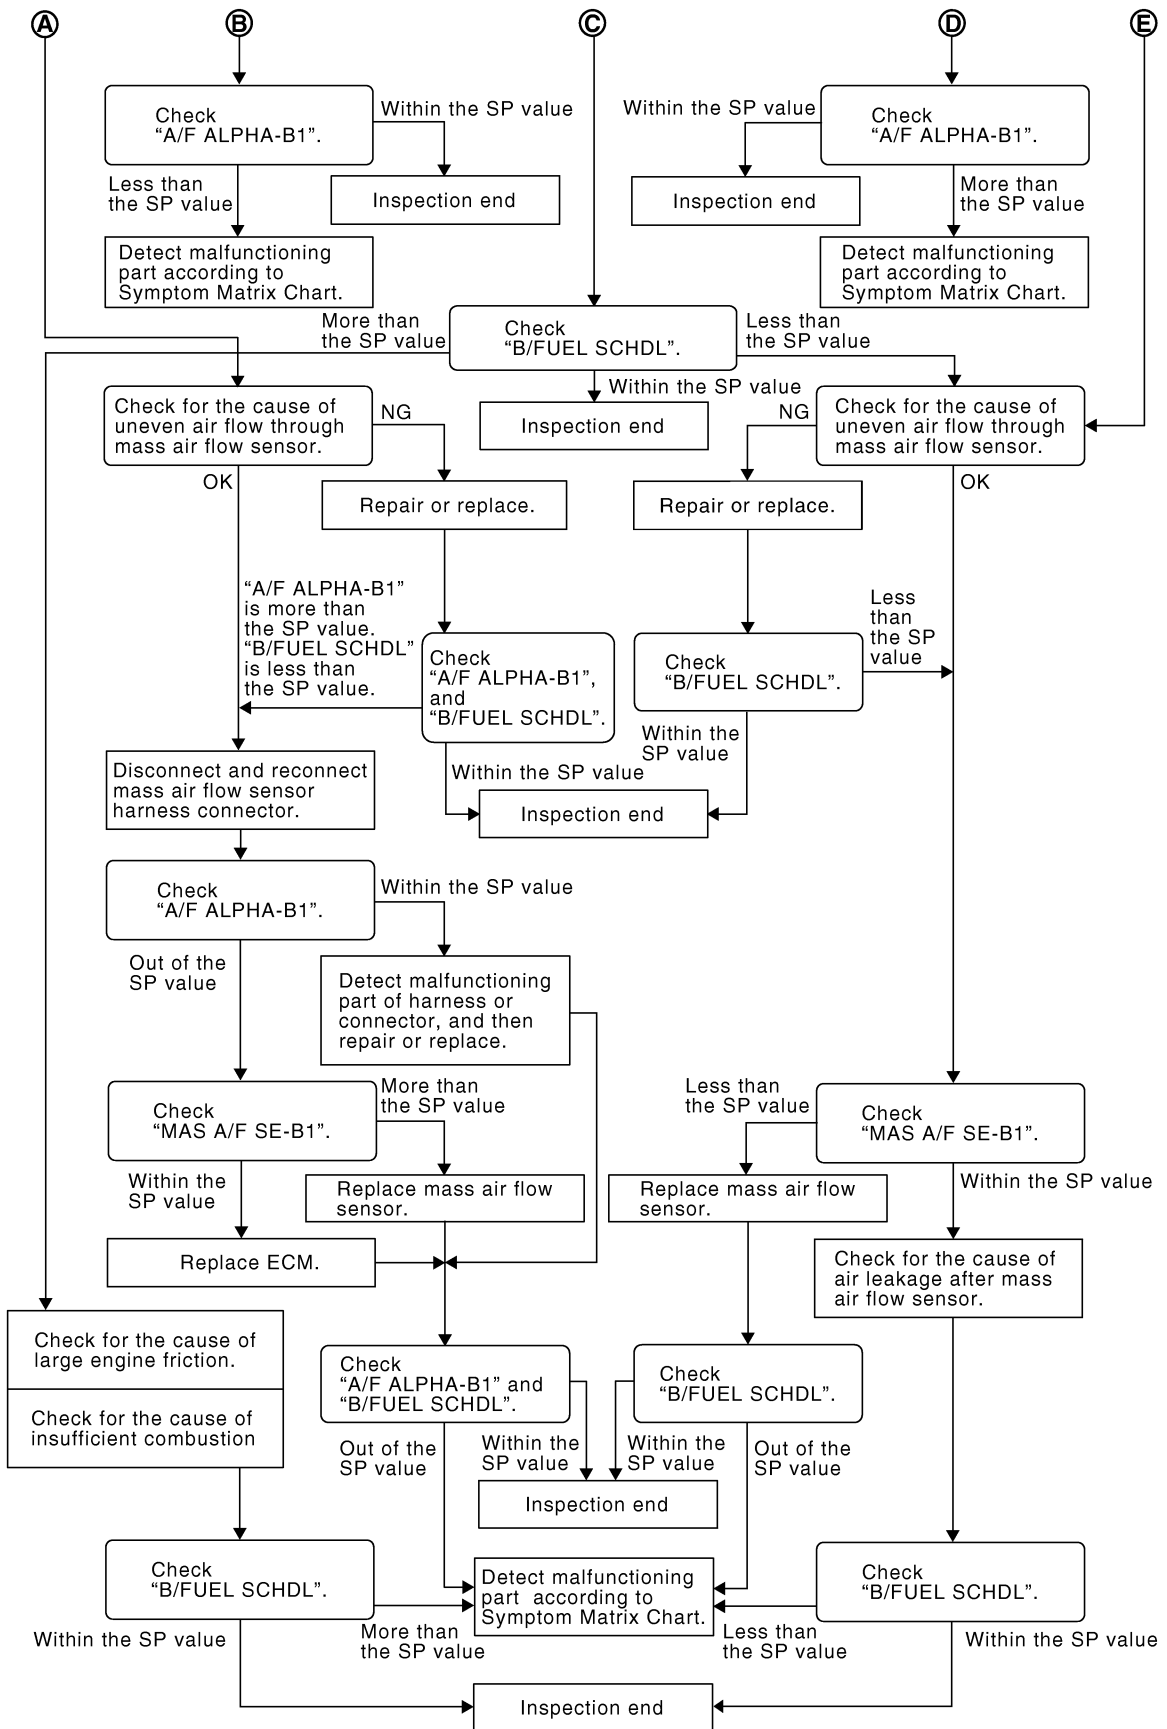 A
B
C
D
E
Check
“A/F ALPHA-B1”.
Within the SP value
Less than
the SP value
Inspection end
Detect malfunctioning
part according to
Symptom Matrix Chart.
Within the SP value
Check
“A/F ALPHA-B1”.
Inspection end
More than
the SP value
Detect malfunctioning
part according to
Symptom Matrix Chart.
More than
the SP value
Check
“B/FUEL SCHDL”.
Less than
the SP value
Within the SP value
Inspection end
Check for the cause of
uneven air flow through
mass air flow sensor.
NG
OK
Repair or replace.
NG
Check for the cause of
uneven air flow through
mass air flow sensor.
OK
Repair or replace.
“A/F ALPHA-B1”
is more than
the SP value.
“B/FUEL SCHDL”
is less than
the SP value.
Check
“A/F ALPHA-B1”,
and
“B/FUEL SCHDL”.
Check
“B/FUEL SCHDL”.
Less
than
the SP
value
Within the
SP value
Within the SP value
Inspection end
Disconnect and reconnect
mass air flow sensor
harness connector.
Check
“A/F ALPHA-B1”.
Within the SP value
Out of the
SP value
Detect malfunctioning
part of harness or
connector, and then
repair or replace.
Check
“MAS A/F SE-B1”.
More than
the SP value
Within the
SP value
Replace mass air flow
sensor.
Replace ECM.
Less than
the SP value
Check
“MAS A/F SE-B1”.
Replace mass air flow
sensor.
Within the SP value
Check for the cause of
air leakage after mass
air flow sensor.
Check for the cause of
large engine friction.
Check for the cause of
insufficient combustion
Check
“A/F ALPHA-B1” and
“B/FUEL SCHDL”.
Check
“B/FUEL SCHDL”.
Out of the
SP value
Within the
SP value
Within the
SP value
Out of the
SP value
Inspection end
Check
“B/FUEL SCHDL”.
Detect malfunctioning
part  according to
Symptom Matrix Chart.
Check
“B/FUEL SCHDL”.
Within the SP value
More than
the SP value
Less than
the SP value
Within the SP value
Inspection end